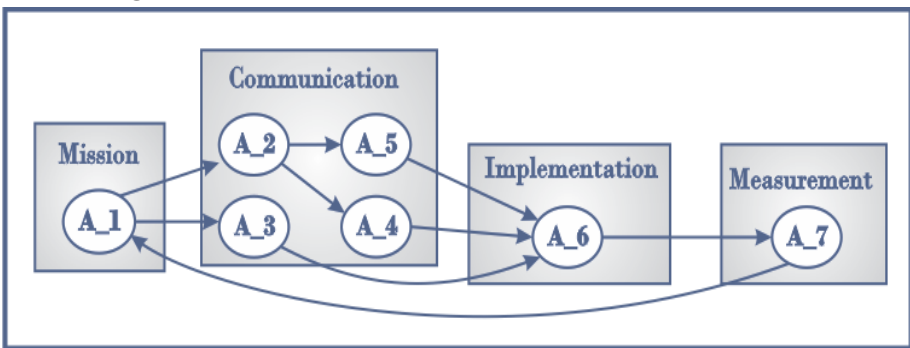 Communication
A_2
A_5
Mission
Implementation
Measurement
A_1
A_3
A_4
A_6
A_7